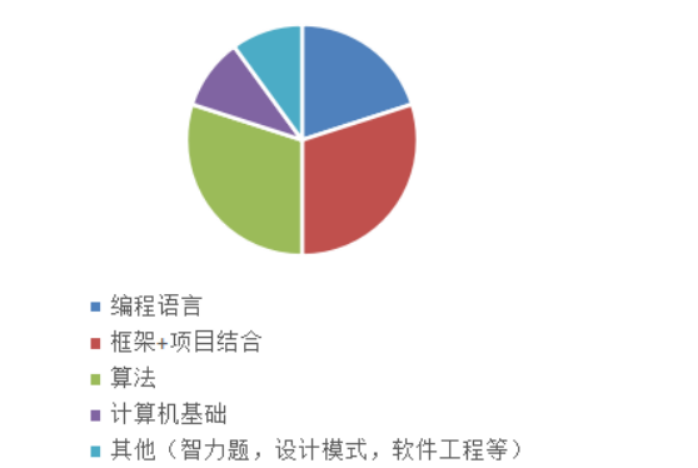 编程语言
框架+项目结合
算法
计算机基础
其他（智力题，设计模式，软件工程等）